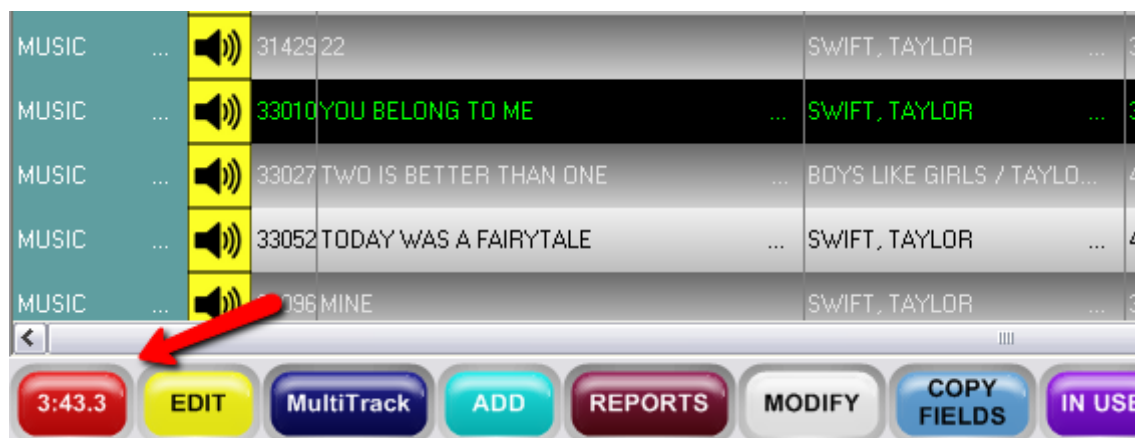 MUSIC ... 31429 22 SWIFT, TAYLOR ...
MUSIC ... 33010 YOU BELONG TO ME ... SWIFT, TAYLOR ...
MUSIC ... 33027 TWO IS BETTER THAN ONE ... BOYS LIKE GIRLS / TAYLO...
MUSIC ... 33052 TODAY WAS A FAIRYTALE ... SWIFT, TAYLOR ...
MUSIC ... MINE SWIFT, TAYLOR ...
3:43.3 EDIT MultiTrack ADD REPORTS MODIFY COPY FIELDS IN USE